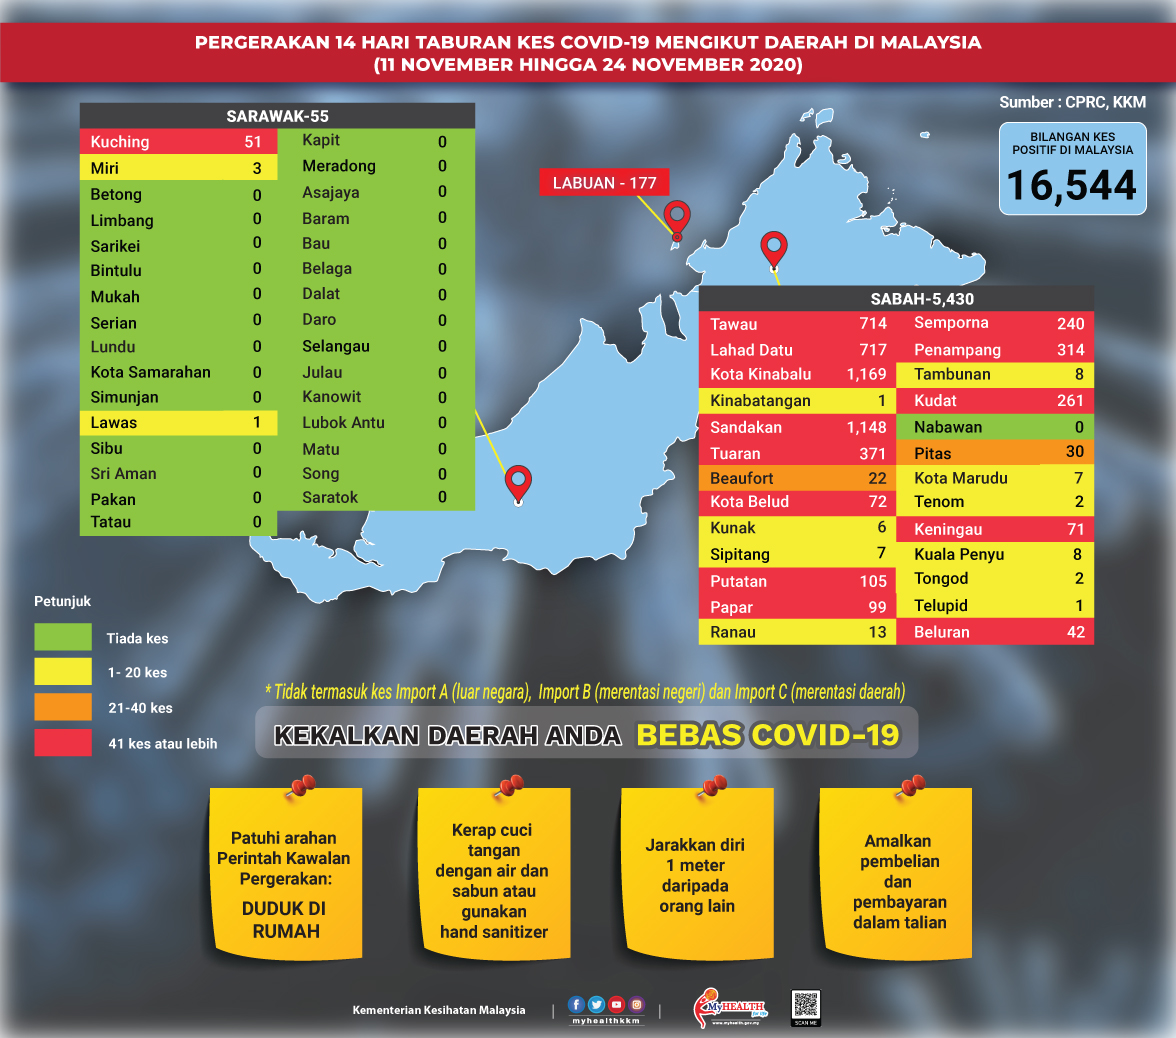 PERGERAKAN 14 HARI TABURAN KES COVID-19 MENGIKUT DAERAH DI MALAYSIA
(11 NOVEMBER HINGGA 24 NOVEMBER 2020)
Sumber : CPRC, KKM
BILANGAN KES
POSITIF DI MALAYSIA
16,544
SARAWAK-55
Kuching 51 Kapit 0
Miri 3 Meradong 0
Betong 0 Asajaya 0
Limbang 0 Baram 0
Sarikei 0 Bau 0
Bintulu 0 Belaga 0
Mukah 0 Dalat 0
Serian 0 Daro 0
Lundu 0 Selangau 0
Kota Samarahan 0 Julau 0
Simunjan 0 Kanowit 0
Lawas 1 Lubok Antu 0
Sibu 0 Matu 0
Sri Aman 0 Song 0
Pakan 0 Saratok 0
Tatau 0
LABUAN - 177
SABAH-5,430
Tawau 714 Semporna 240
Lahad Datu 717 Penampang 314
Kota Kinabalu 1,169 Tambunan 8
Kinabatangan 1 Kudat 261
Sandakan 1,148 Nabawan 0
Tuaran 371 Pitas 30
Beaufort 22 Kota Marudu 7
Kota Belud 72 Tenom 2
Kunak 6 Keningau 71
Sipitang 7 Kuala Penyu 8
Putatan 105 Tongod 2
Papar 99 Telupid 1
Ranau 13 Beluran 42
Petunjuk
Tiada kes
1- 20 kes
21-40 kes
41 kes atau lebih
* Tidak termasuk kes Import A (luar negara), Import B (merentasi negeri) dan Import C (merentasi daerah)
KEKALKAN DAERAH ANDA BEBAS COVID-19
Patuhi arahan
Perintah Kawalan
Pergerakan:
DUDUK DI
RUMAH
Kerap cuci
tangan
dengan air dan
sabun atau
gunakan
hand sanitizer
Jarakkan diri
1 meter
daripada
orang lain
Amalkan
pembelian
dan
pembayaran
dalam talian
Kementerian Kesihatan Malaysia
myhealthkkm
MyHEALTH
for life
www.myhealth.gov.my
SCAN ME